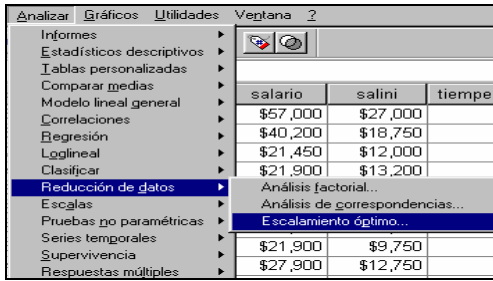 Analizar Gráficos Utilidades Ventana ?
Informes
Estadísticos descriptivos
Tablas personalizadas
Comparar medias
Modelo lineal general
Correlaciones
Regresión
Loglineal
Clasificar
Reducción de datos
Escalas
Pruebas no paramétricas
Series temporales
Supervivencia
Respuestas múltiples
salario salini tiempe
$57,000 $27,000
$40,200 $18,750
$21,450 $12,000
$21,900 $13,200
Análisis factorial...
Análisis de correspondencias...
Escalamiento óptimo...
$21,900 $9,750
$27,900 $12,750